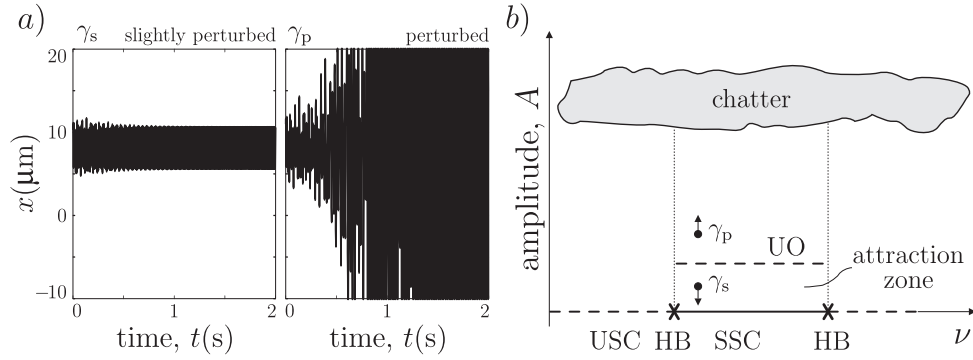 a)
γs slightly perturbed
γp perturbed
20
10
0
−10
x(μm)
0 1 2
0 1 2
time, t(s)
time, t(s)
b)
amplitude, A
chatter
γp
UO
γs
attraction
zone
USC HB SSC HB ν